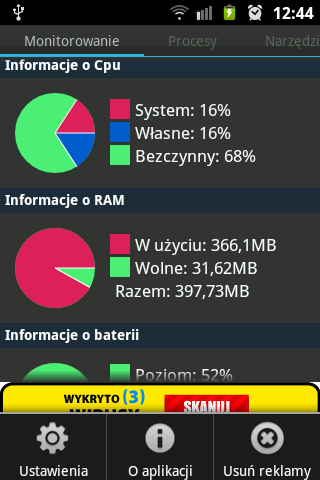 12:44
Monitorowanie Procesy Narzędzi
Informacje o Cpu
System: 16%
Własne: 16%
Bezczynny: 68%
Informacje o RAM
W użyciu: 366,1MB
Wolne: 31,62MB
Razem: 397,73MB
Informacje o baterii
Poziom: 52%
WYKRYTO (3)
WIRUSY
SKANUJ
Ustawienia O aplikacji Usuń reklamy